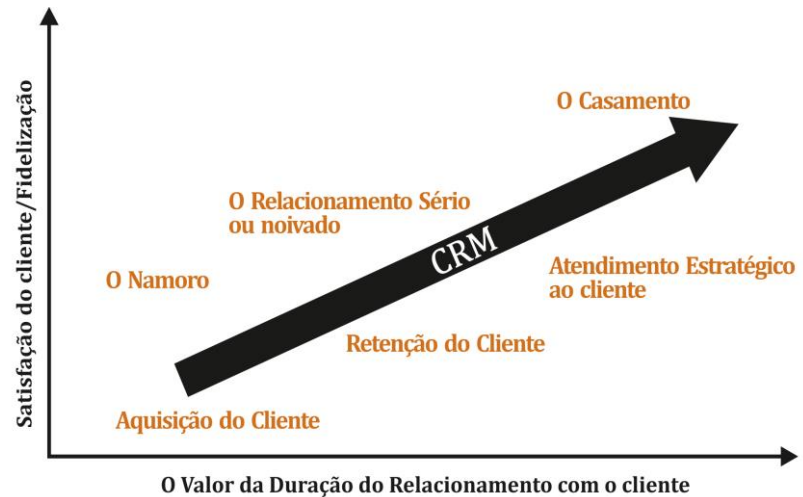 Satisfação do cliente/Fidelização
O Casamento
O Relacionamento Sério
ou noivado
CRM
O Namoro
Atendimento Estratégico
ao cliente
Retenção do Cliente
Aquisição do Cliente
O Valor da Duração do Relacionamento com o cliente